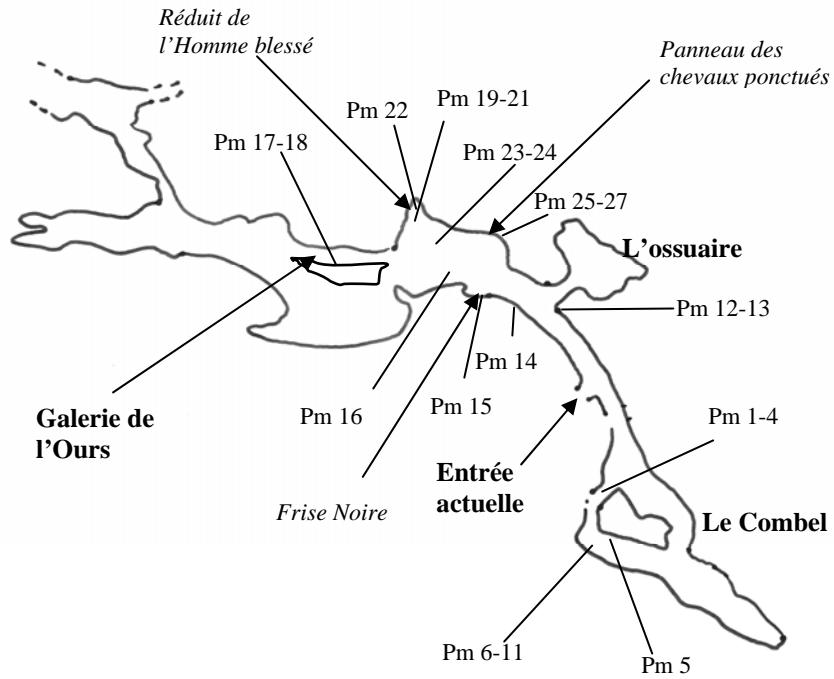 Réduit de
l'Homme blessé
Panneau des
chevaux ponctués
Pm 22
Pm 19-21
Pm 17-18
Pm 23-24
Pm 25-27
L'ossuaire
Pm 12-13
Pm 14
Galerie de
l'Ours
Pm 16
Pm 15
Pm 1-4
Entrée
actuelle
Frise Noire
Le Combel
Pm 6-11
Pm 5